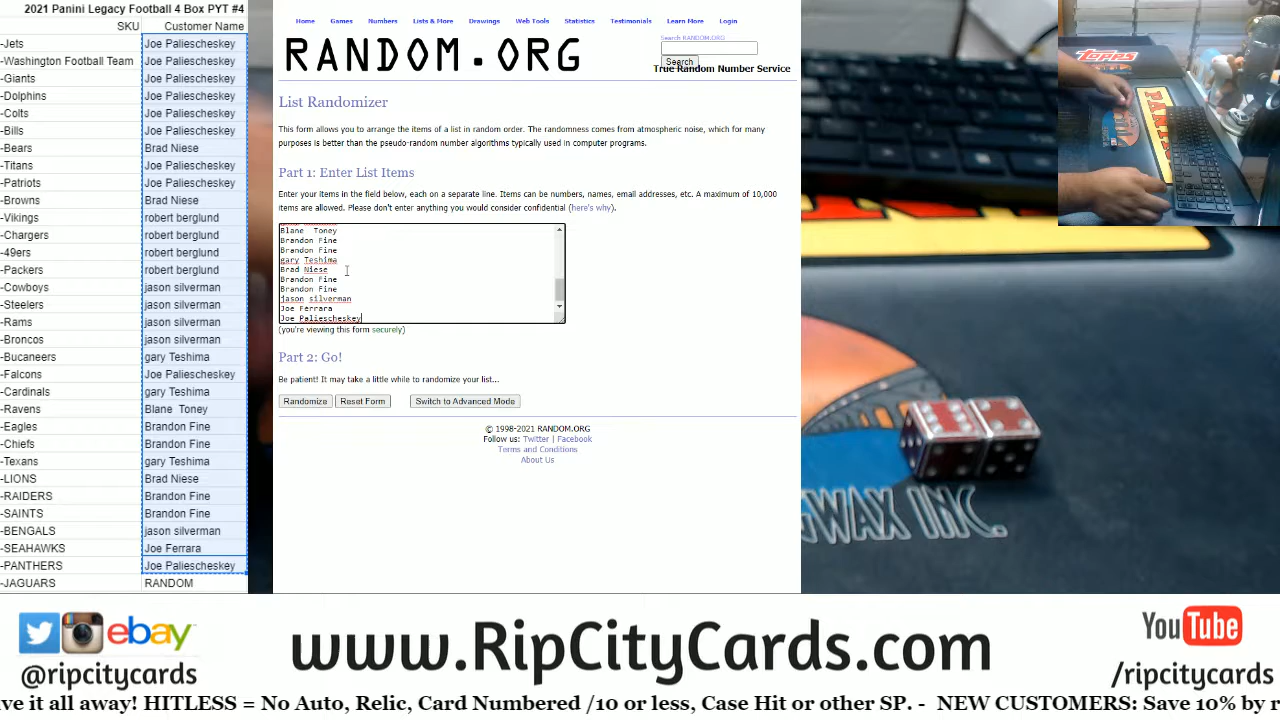 2021 Panini Legacy Football 4 Box PYT #4
SKU Customer Name
-Jets Joe Paliescheskey
-Washington Football Team Joe Paliescheskey
-Giants Joe Paliescheskey
-Dolphins Joe Paliescheskey
-Colts Joe Paliescheskey
-Bills Joe Paliescheskey
-Bears Brad Niese
-Titans Joe Paliescheskey
-Patriots Joe Paliescheskey
-Browns Brad Niese
-Vikings robert berglund
-Chargers robert berglund
-49ers robert berglund
-Packers robert berglund
-Cowboys jason silverman
-Steelers jason silverman
-Rams jason silverman
-Broncos jason silverman
-Bucaneers gary Teshima
-Falcons Joe Paliescheskey
-Cardinals gary Teshima
-Ravens Blane  Toney
-Eagles Brandon Fine
-Chiefs Brandon Fine
-Texans gary Teshima
-LIONS Brad Niese
-RAIDERS Brandon Fine
-SAINTS Brandon Fine
-BENGALS jason silverman
-SEAHAWKS Joe Ferrara
-PANTHERS Joe Paliescheskey
-JAGUARS RANDOM
Home Games Numbers Lists & More Drawings Web Tools Statistics Testimonials Learn More Login
RANDOM.ORG
Search RANDOM.ORG
Search
True Random Number Service
List Randomizer
This form allows you to arrange the items of a list in random order. The randomness comes from atmospheric noise, which for many
purposes is better than the pseudo-random number algorithms typically used in computer programs.
Part 1: Enter List Items
Enter your items in the field below, each on a separate line. Items can be numbers, names, email addresses, etc. A maximum of 10,000
items are allowed. Please don't enter anything you would consider confidential (here's why).
Blane  Toney
Brandon Fine
Brandon Fine
gary Teshima
Brad Niese
Brandon Fine
Brandon Fine
jason silverman
Joe Ferrara
Joe Paliescheskey
(you're viewing this form securely)
Part 2: Go!
Be patient! It may take a little while to randomize your list...
Randomize Reset Form Switch to Advanced Mode
© 1998-2021 RANDOM.ORG
Follow us: Twitter | Facebook
Terms and Conditions
About Us
Topps
WAX INC.
ebay
@ripcitycards
www.RipCityCards.com
YouTube
/ripcitycards
ve it all away! HITLESS = No Auto, Relic, Card Numbered /10 or less, Case Hit or other SP. - NEW CUSTOMERS: Save 10% by r